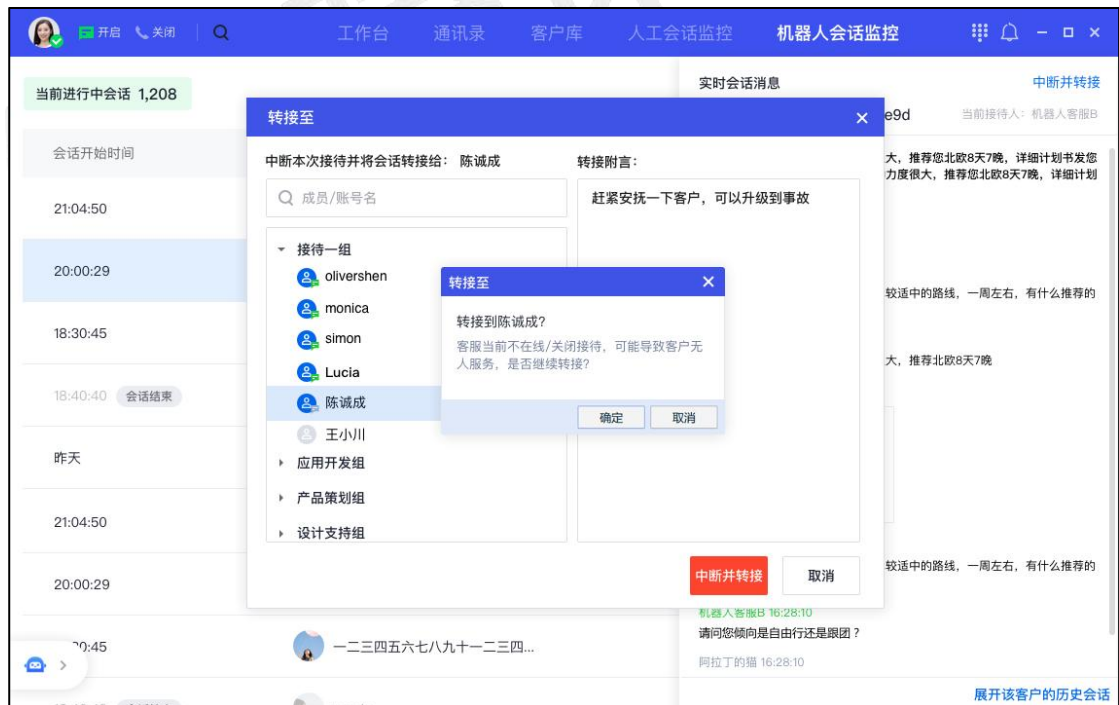 开启 关闭 工作台 通讯录 客户库 人工会话监控 机器人会话监控
当前进行中会话 1,208
实时会话消息 中断并转接
e9d 当前接待人：机器人客服B
会话开始时间
21:04:50
20:00:29
18:30:45
18:40:40 会话结束
昨天
21:04:50
20:00:29
0:45
一二三四五六七八九十一二三四...
转接至
中断本次接待并将会话转接给： 陈诚成
成员/账号名
接待一组
olivershen
monica
simon
Lucia
陈诚成
王小川
应用开发组
产品策划组
设计支持组
转接附言：
赶紧安抚一下客户，可以升级到事故
中断并转接 取消
转接至
转接到陈诚成?
客服当前不在线/关闭接待，可能导致客户无
人服务，是否继续转接?
确定 取消
大，推荐您北欧8天7晚，详细计划书发您
力度很大，推荐您北欧8天7晚，详细计划
较适中的路线，一周左右，有什么推荐的
大，推荐北欧8天7晚
较适中的路线，一周左右，有什么推荐的
机器人客服B 16:28:10
请问您倾向是自由行还是跟团？
阿拉丁的猫 16:28:10
展开该客户的历史会话